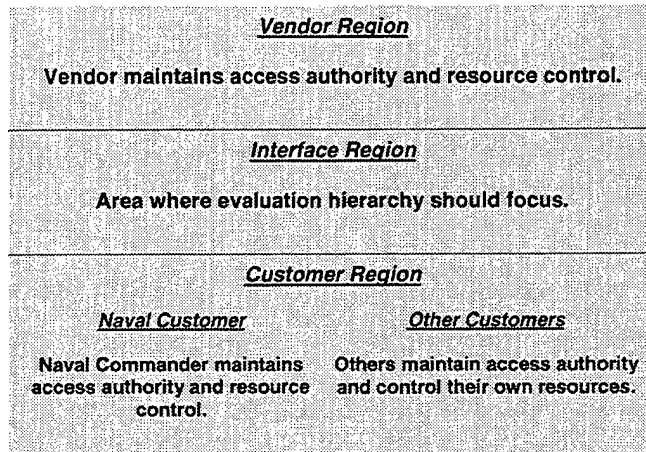 Vendor Region
Vendor maintains access authority and resource control.
Interface Region
Area where evaluation hierarchy should focus.
Customer Region
Naval Customer
Naval Commander maintains
access authority and resource
control.
Other Customers
Others maintain access authority
and control their own resources.